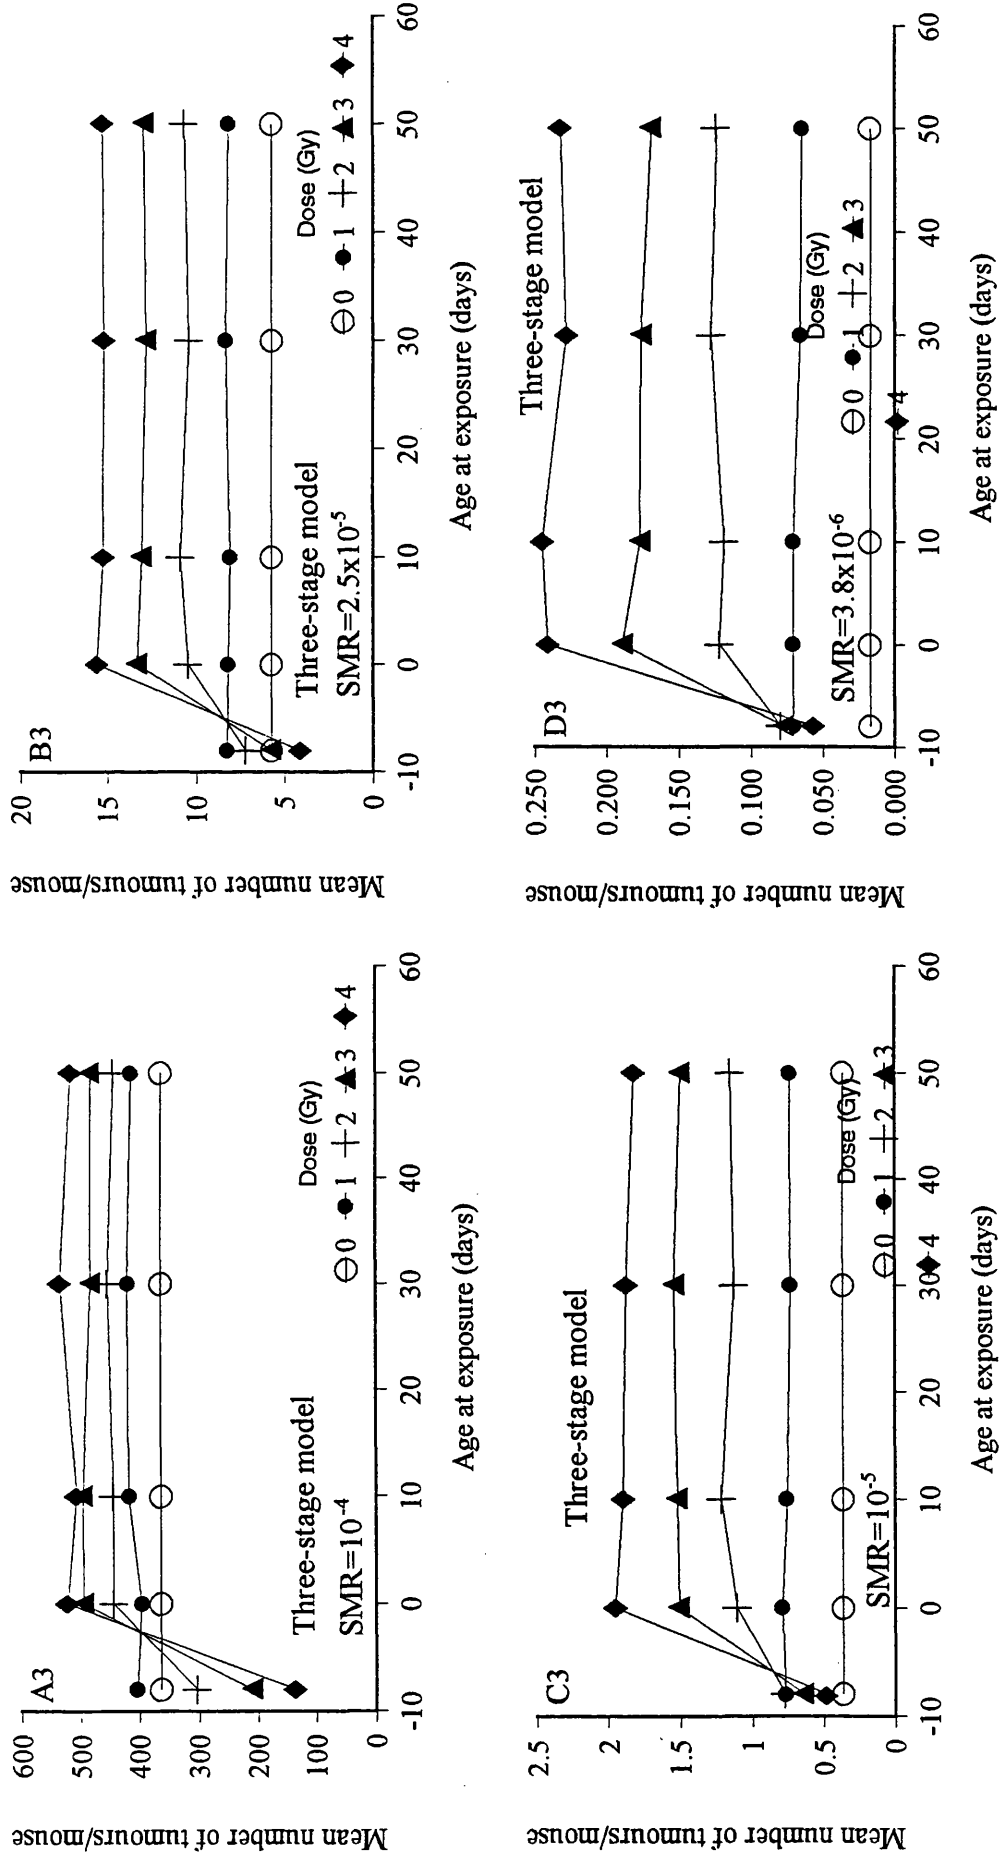 A3
Mean number of tumours/mouse
600
500
400
300
200
100
0
-10 0 10 20 30 40 50 60
Age at exposure (days)
Three-stage model
SMR=10⁻⁴
Dose (Gy)
0 1 2 3 4
B3
Mean number of tumours/mouse
20
15
10
5
0
-10 0 10 20 30 40 50 60
Age at exposure (days)
Three-stage model
SMR=2.5x10⁻⁵
Dose (Gy)
0 1 2 3 4
C3
Mean number of tumours/mouse
2.5
2
1.5
1
0.5
0
-10 0 10 20 30 40 50 60
Age at exposure (days)
Three-stage model
SMR=10⁻⁵
Dose (Gy)
0 1 2 3
4
D3
Mean number of tumours/mouse
0.250
0.200
0.150
0.100
0.050
0.000
-10 0 10 20 30 40 50 60
Age at exposure (days)
Three-stage model
SMR=3.8x10⁻⁶
Dose (Gy)
0 1 2 3
4